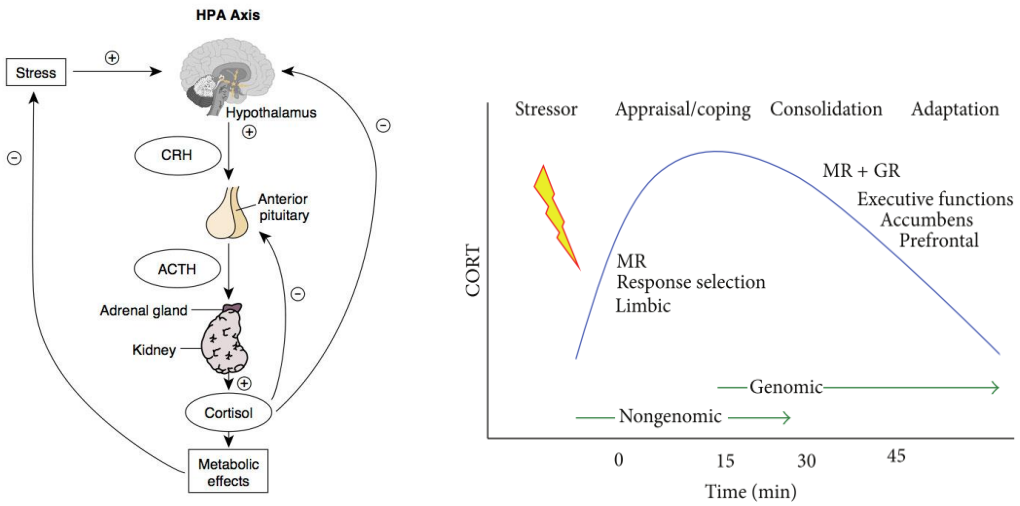 HPA Axis
Stress
+
Hypothalamus
+
−
CRH
−
Anterior
pituitary
ACTH
−
Adrenal gland
Kidney
+
Cortisol
Metabolic
effects
Stressor
Appraisal/coping
Consolidation
Adaptation
MR + GR
Executive functions
Accumbens
Prefrontal
CORT
MR
Response selection
Limbic
Genomic
Nongenomic
0
15
30
45
Time (min)